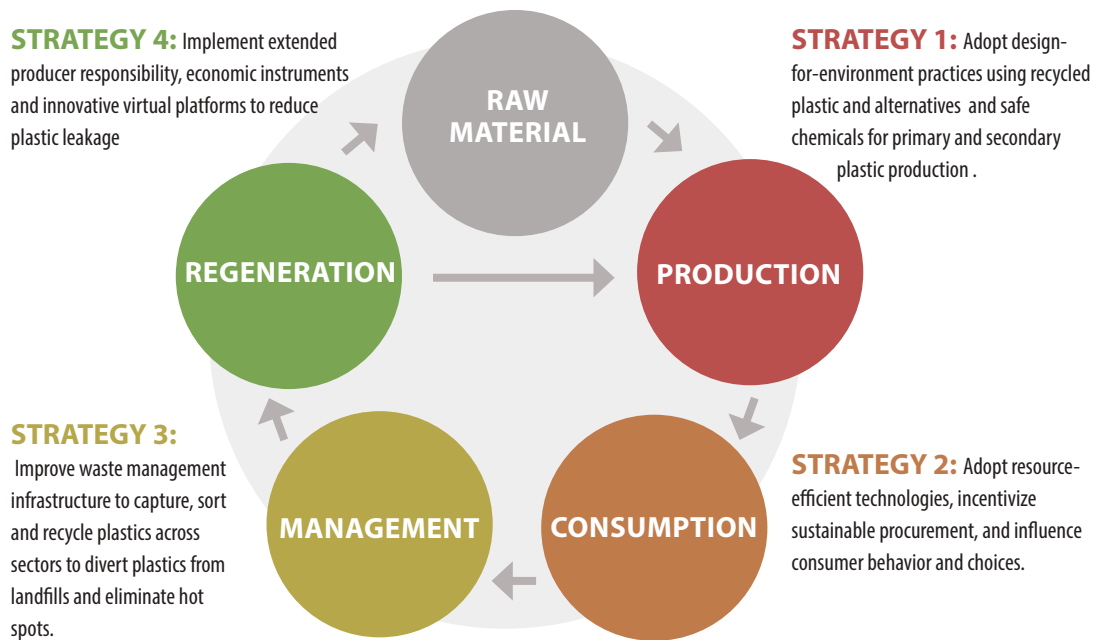 STRATEGY 4: Implement extended
producer responsibility, economic instruments
and innovative virtual platforms to reduce
plastic leakage
RAW
MATERIAL
STRATEGY 1: Adopt design-
for-environment practices using recycled
plastic and alternatives and safe
chemicals for primary and secondary
plastic production .
REGENERATION
PRODUCTION
STRATEGY 3:
Improve waste management
infrastructure to capture, sort
and recycle plastics across
sectors to divert plastics from
landfills and eliminate hot
spots.
MANAGEMENT
CONSUMPTION
STRATEGY 2: Adopt resource-
efficient technologies, incentivize
sustainable procurement, and influence
consumer behavior and choices.